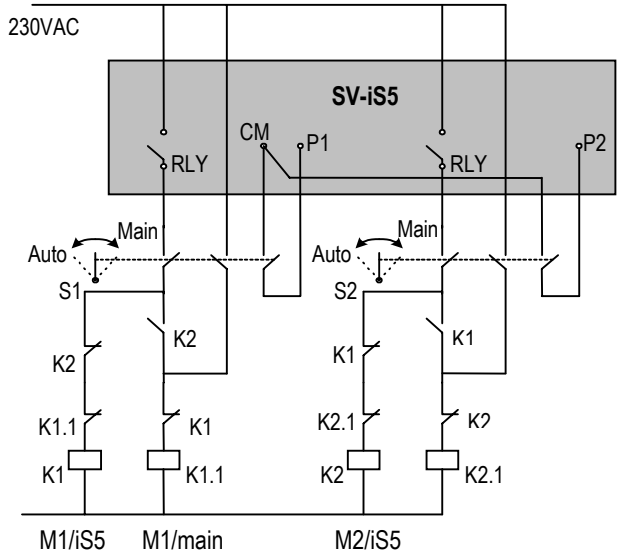 230VAC
SV-iS5
CM
P1
P2
RLY
RLY
Main
Main
Auto
Auto
S1
S2
K2
K1
K2
K1
K1.1
K1
K2.1
K2
K1
K1.1
K2
K2.1
M1/iS5
M1/main
M2/iS5